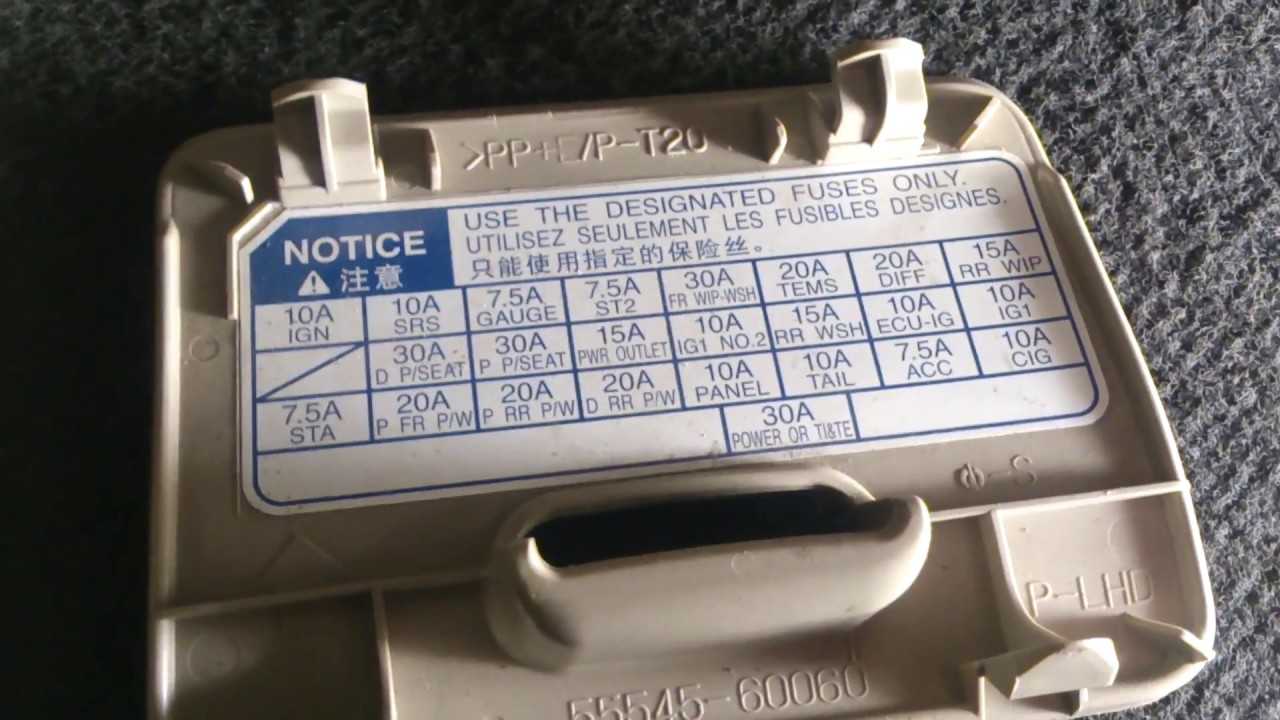 >PP+E/P-T20
NOTICE
注意
USE THE DESIGNATED FUSES ONLY.
UTILISEZ SEULEMENT LES FUSIBLES DESIGNES.
只能使用指定的保险丝。
10A IGN
10A SRS
7.5A GAUGE
7.5A ST2
30A FR WIP-WSH
20A TEMS
20A DIFF
15A RR WIP
30A D P/SEAT
30A P P/SEAT
15A PWR OUTLET
10A IG1 NO.2
15A RR WSH
10A ECU-IG
10A IG1
7.5A STA
20A P FR P/W
20A P RR P/W
20A D RR P/W
10A PANEL
10A TAIL
7.5A ACC
10A CIG
30A POWER OR TI&TE
P-LHD
55545-60060